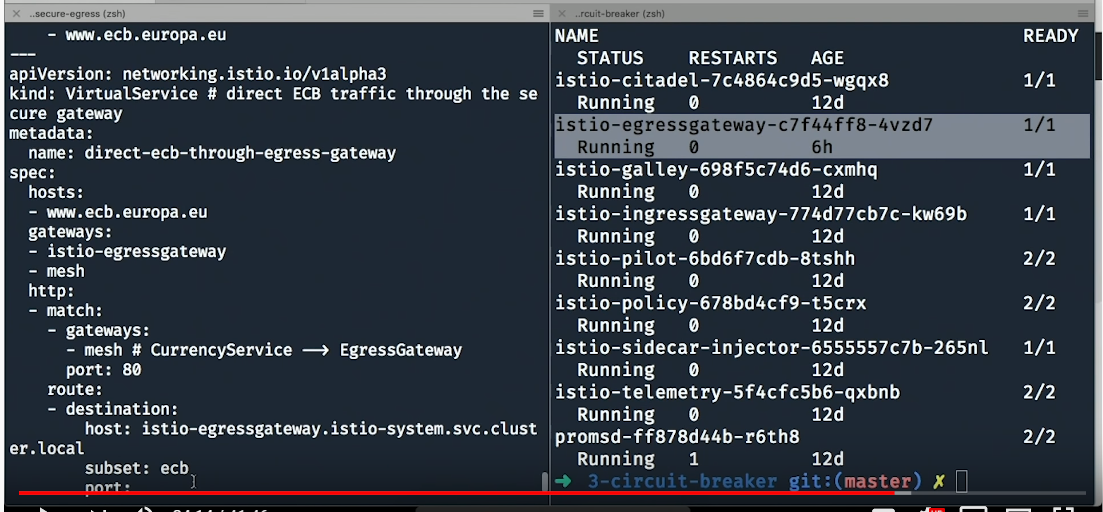 ..secure-egress (zsh)
- www.ecb.europa.eu
---
apiVersion: networking.istio.io/v1alpha3
kind: VirtualService # direct ECB traffic through the se
cure gateway
metadata:
name: direct-ecb-through-egress-gateway
spec:
hosts:
- www.ecb.europa.eu
gateways:
- istio-egressgateway
- mesh
http:
- match:
- gateways:
- mesh # CurrencyService --> EgressGateway
port: 80
route:
- destination:
host: istio-egressgateway.istio-system.svc.clust
er.local
subset: ecb
port:
..rcuit-breaker (zsh)
NAME READY
STATUS RESTARTS AGE
istio-citadel-7c4864c9d5-wgqx8 1/1
Running 0 12d
istio-egressgateway-c7f44ff8-4vzd7 1/1
Running 0 6h
istio-galley-698f5c74d6-cxmhq 1/1
Running 0 12d
istio-ingressgateway-774d77cb7c-kw69b 1/1
Running 0 12d
istio-pilot-6bd6f7cdb-8tshh 2/2
Running 0 12d
istio-policy-678bd4cf9-t5crx 2/2
Running 0 12d
istio-sidecar-injector-6555557c7b-265nl 1/1
Running 0 12d
istio-telemetry-5f4cfc5b6-qxbnb 2/2
Running 0 12d
promsd-ff878d44b-r6th8 2/2
Running 1 12d
➜ 3-circuit-breaker git:(master) ✗